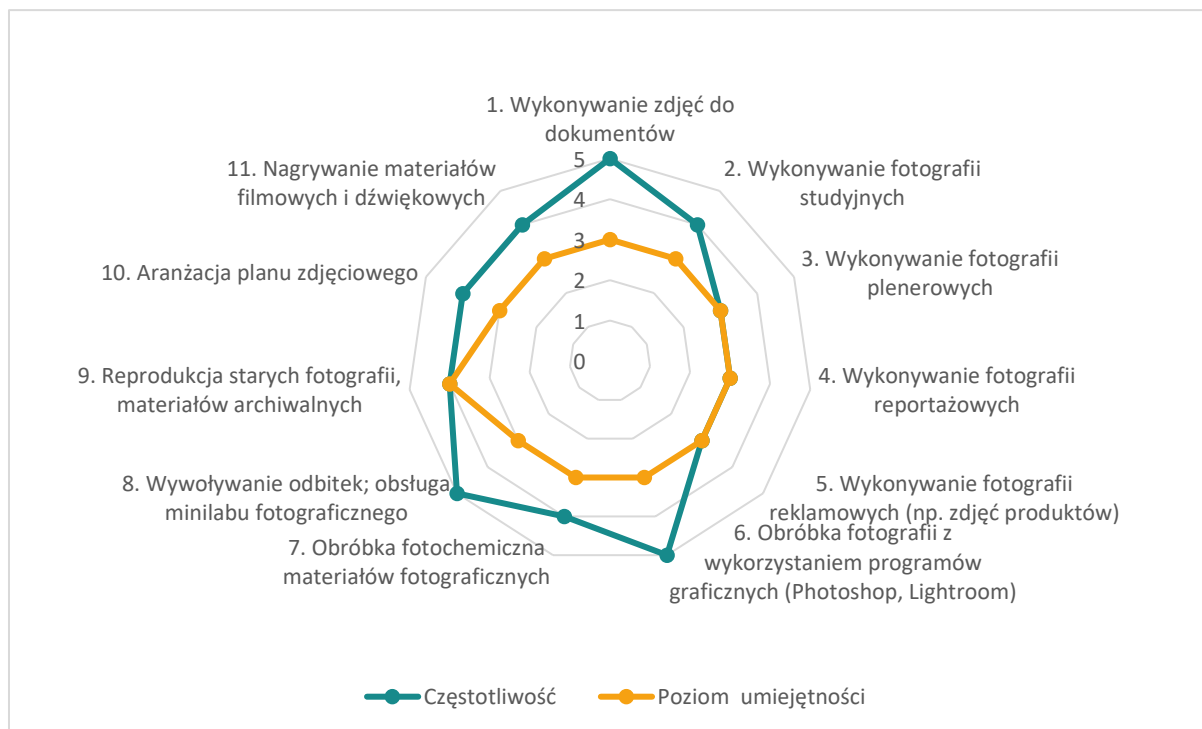 1. Wykonywanie zdjęć do
dokumentów
2. Wykonywanie fotografii
studyjnych
3. Wykonywanie fotografii
plenerowych
4. Wykonywanie fotografii
reportażowych
5. Wykonywanie fotografii
reklamowych (np. zdjęć produktów)
6. Obróbka fotografii z
wykorzystaniem programów
graficznych (Photoshop, Lightroom)
7. Obróbka fotochemiczna
materiałów fotograficznych
8. Wywoływanie odbitek; obsługa
minilabu fotograficznego
9. Reprodukcja starych fotografii,
materiałów archiwalnych
10. Aranżacja planu zdjęciowego
11. Nagrywanie materiałów
filmowych i dźwiękowych
5
4
3
2
1
0
Częstotliwość
Poziom umiejętności